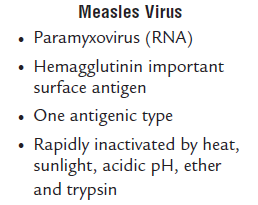 Measles Virus
• Paramyxovirus (RNA)
• Hemagglutinin important
surface antigen
• One antigenic type
• Rapidly inactivated by heat,
sunlight, acidic pH, ether
and trypsin